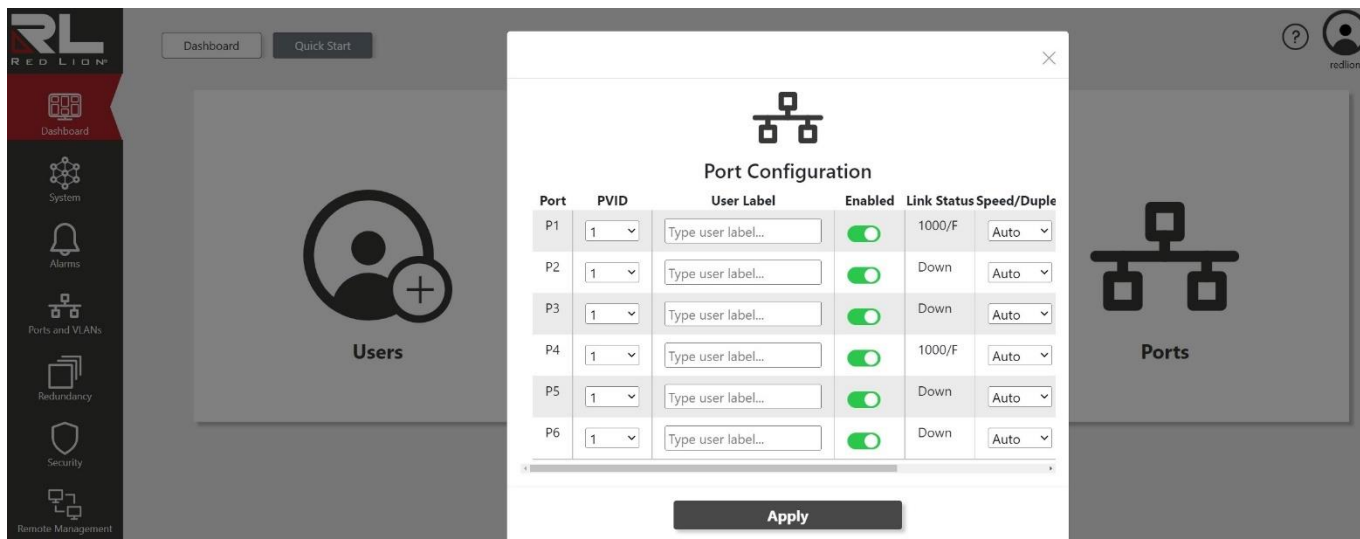 RL
RED LION®
Dashboard
Quick Start
?
redlion
Dashboard
System
Alarms
Ports and VLANs
Redundancy
Security
Remote Management
Users
Ports
Port Configuration
Port PVID User Label Enabled Link Status Speed/Duple
P1 1 Type user label... 1000/F Auto
P2 1 Type user label... Down Auto
P3 1 Type user label... Down Auto
P4 1 Type user label... 1000/F Auto
P5 1 Type user label... Down Auto
P6 1 Type user label... Down Auto
Apply